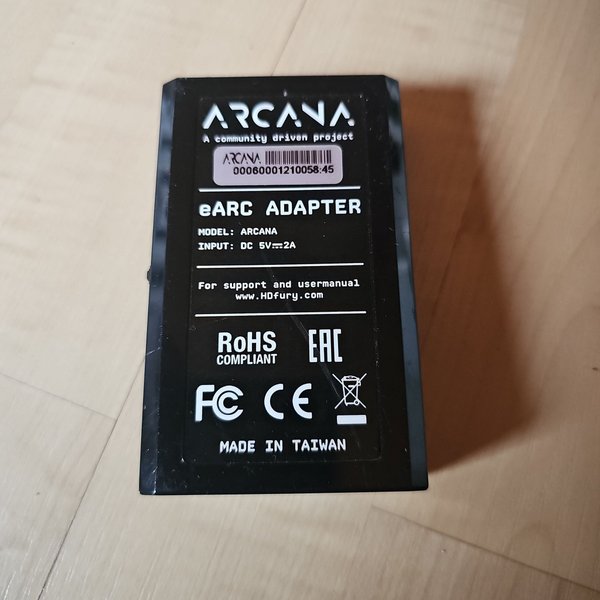 ARCANA
A community driven project
ARCANA
00060001210058:45
eARC ADAPTER
MODEL: ARCANA
INPUT: DC 5V⎓2A
For support and usermanual
www.HDfury.com
RoHS
COMPLIANT
EAC
FC CE
MADE IN TAIWAN